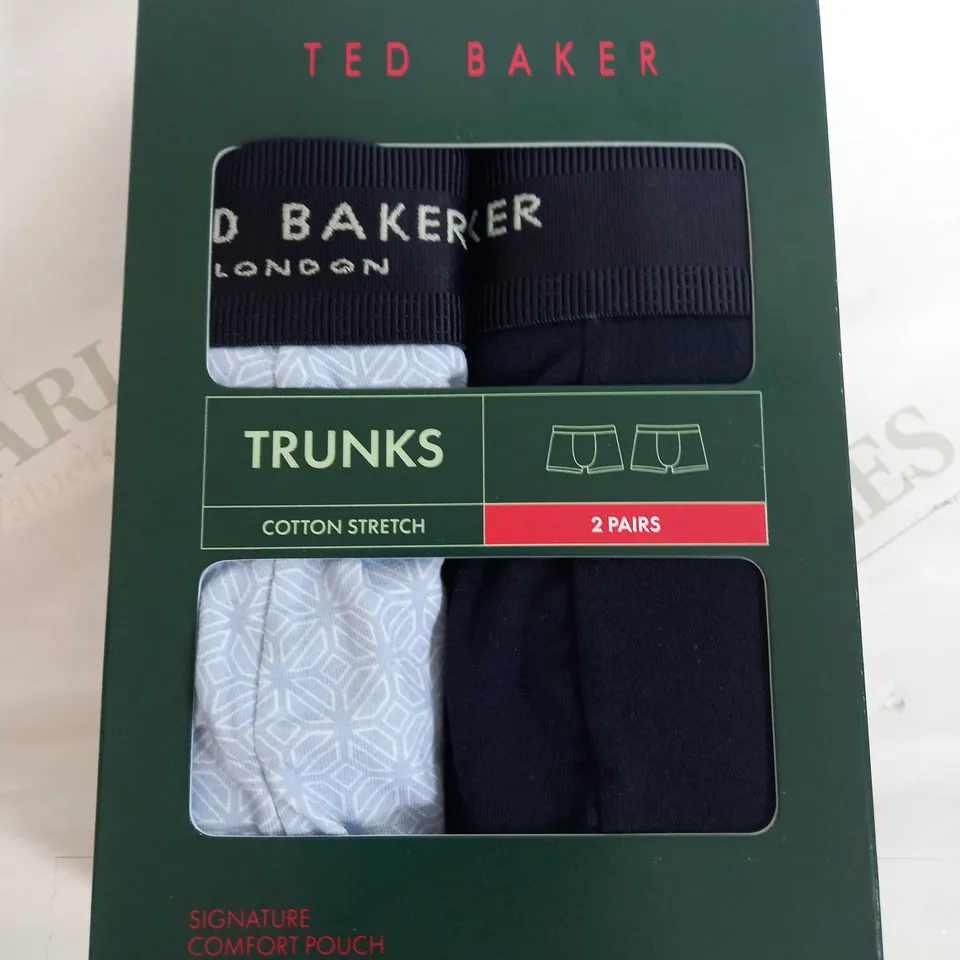 TED BAKER
D BAKER
LONDON
KER
TRUNKS
COTTON STRETCH
2 PAIRS
SIGNATURE
COMFORT POUCH